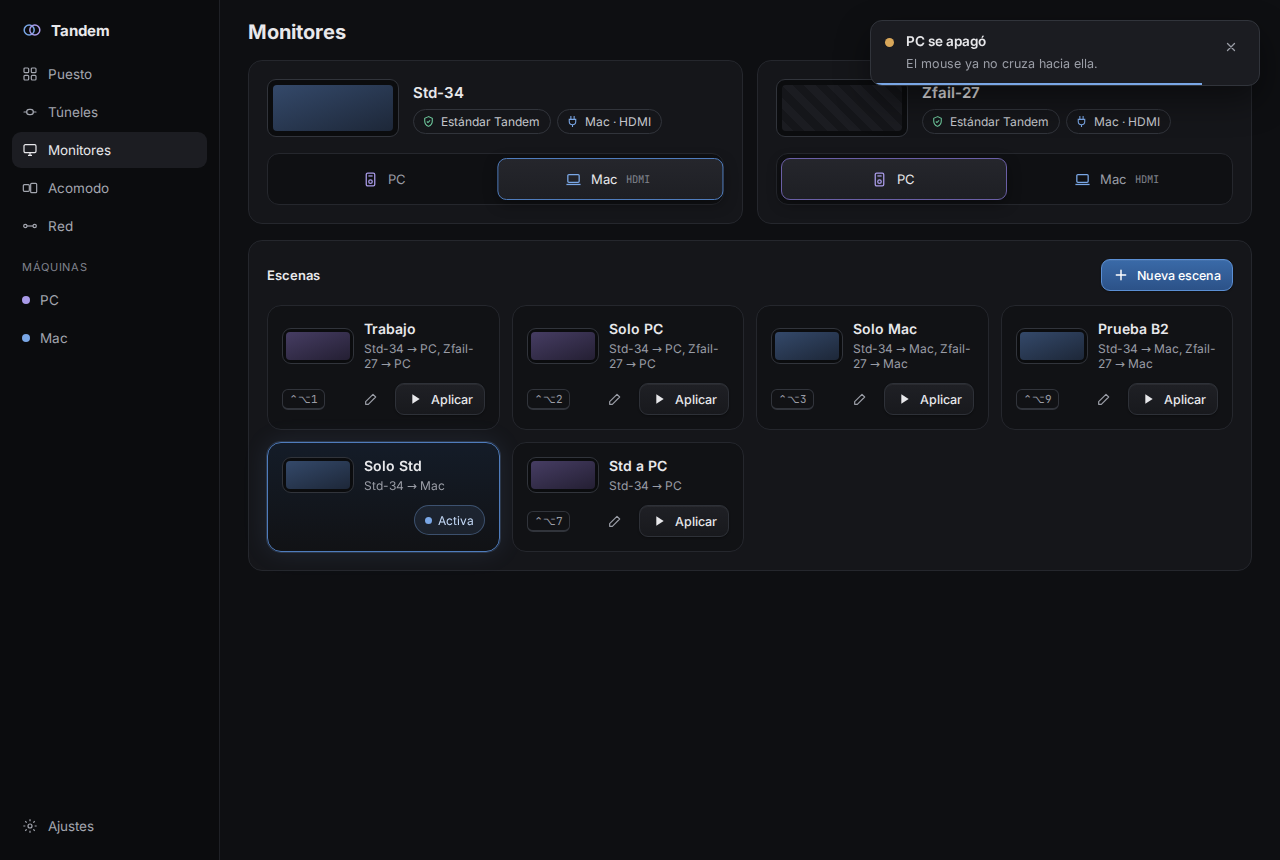 Tandem
Puesto
Túneles
Monitores
Acomodo
Red
MÁQUINAS
PC
Mac
Ajustes
Monitores
PC se apagó
El mouse ya no cruza hacia ella.
Std-34
Estándar Tandem
Mac · HDMI
PC
Mac HDMI
Zfail-27
Estándar Tandem
Mac · HDMI
PC
Mac HDMI
Escenas
Nueva escena
Trabajo
Std-34 → PC, Zfail-
27 → PC
⌃⌥1
Aplicar
Solo PC
Std-34 → PC, Zfail-
27 → PC
⌃⌥2
Aplicar
Solo Mac
Std-34 → Mac, Zfail-
27 → Mac
⌃⌥3
Aplicar
Prueba B2
Std-34 → Mac, Zfail-
27 → Mac
⌃⌥9
Aplicar
Solo Std
Std-34 → Mac
Activa
Std a PC
Std-34 → PC
⌃⌥7
Aplicar